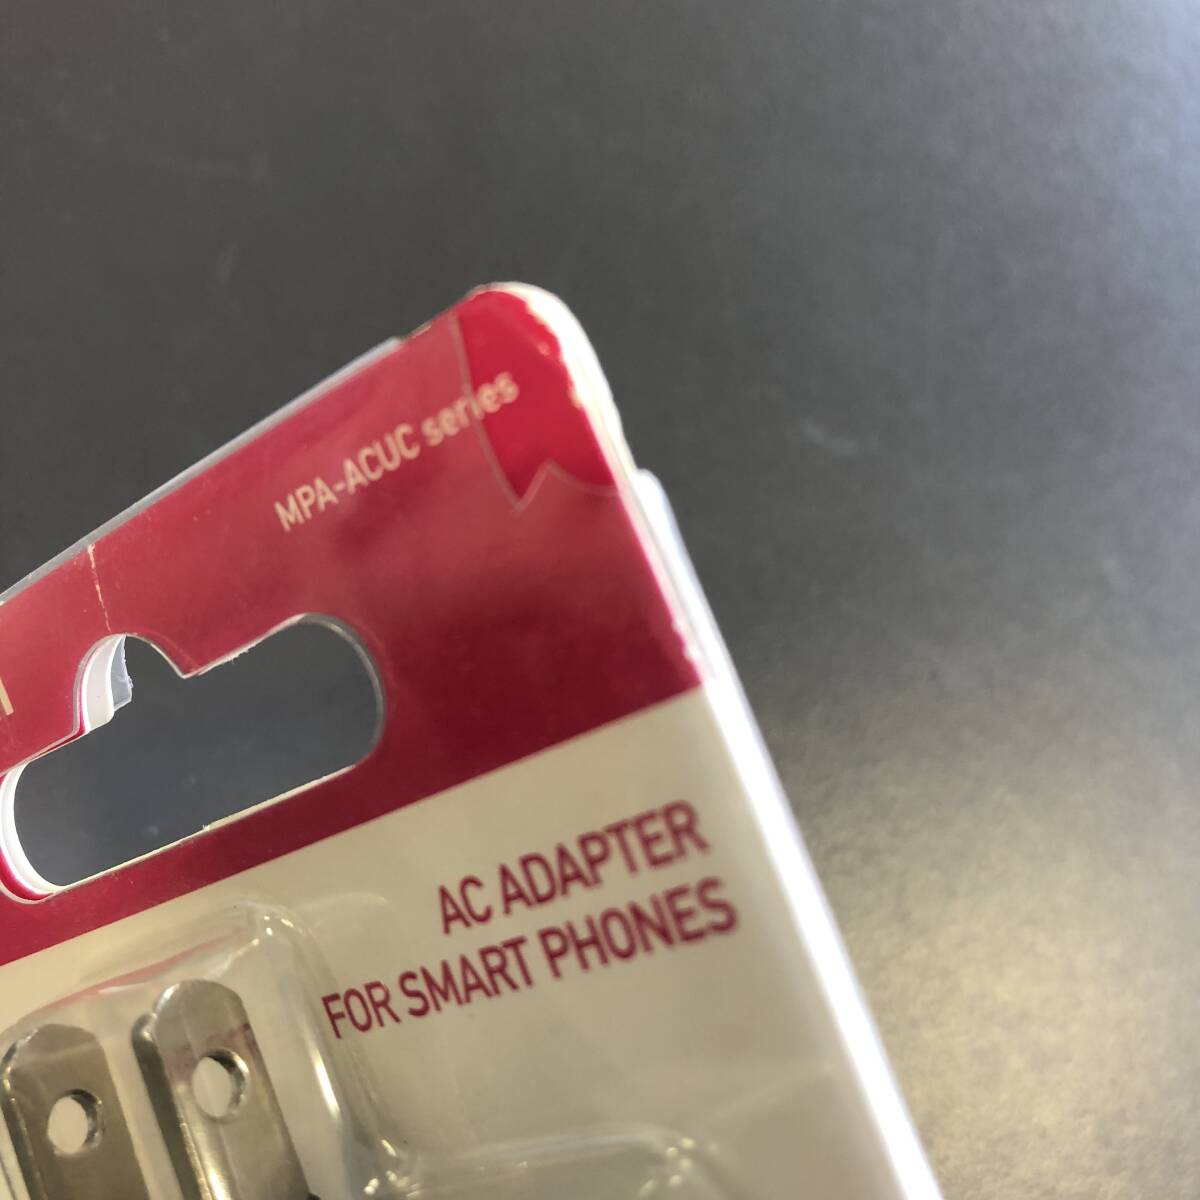 MPA-ACUC series
AC ADAPTER
FOR SMART PHONES